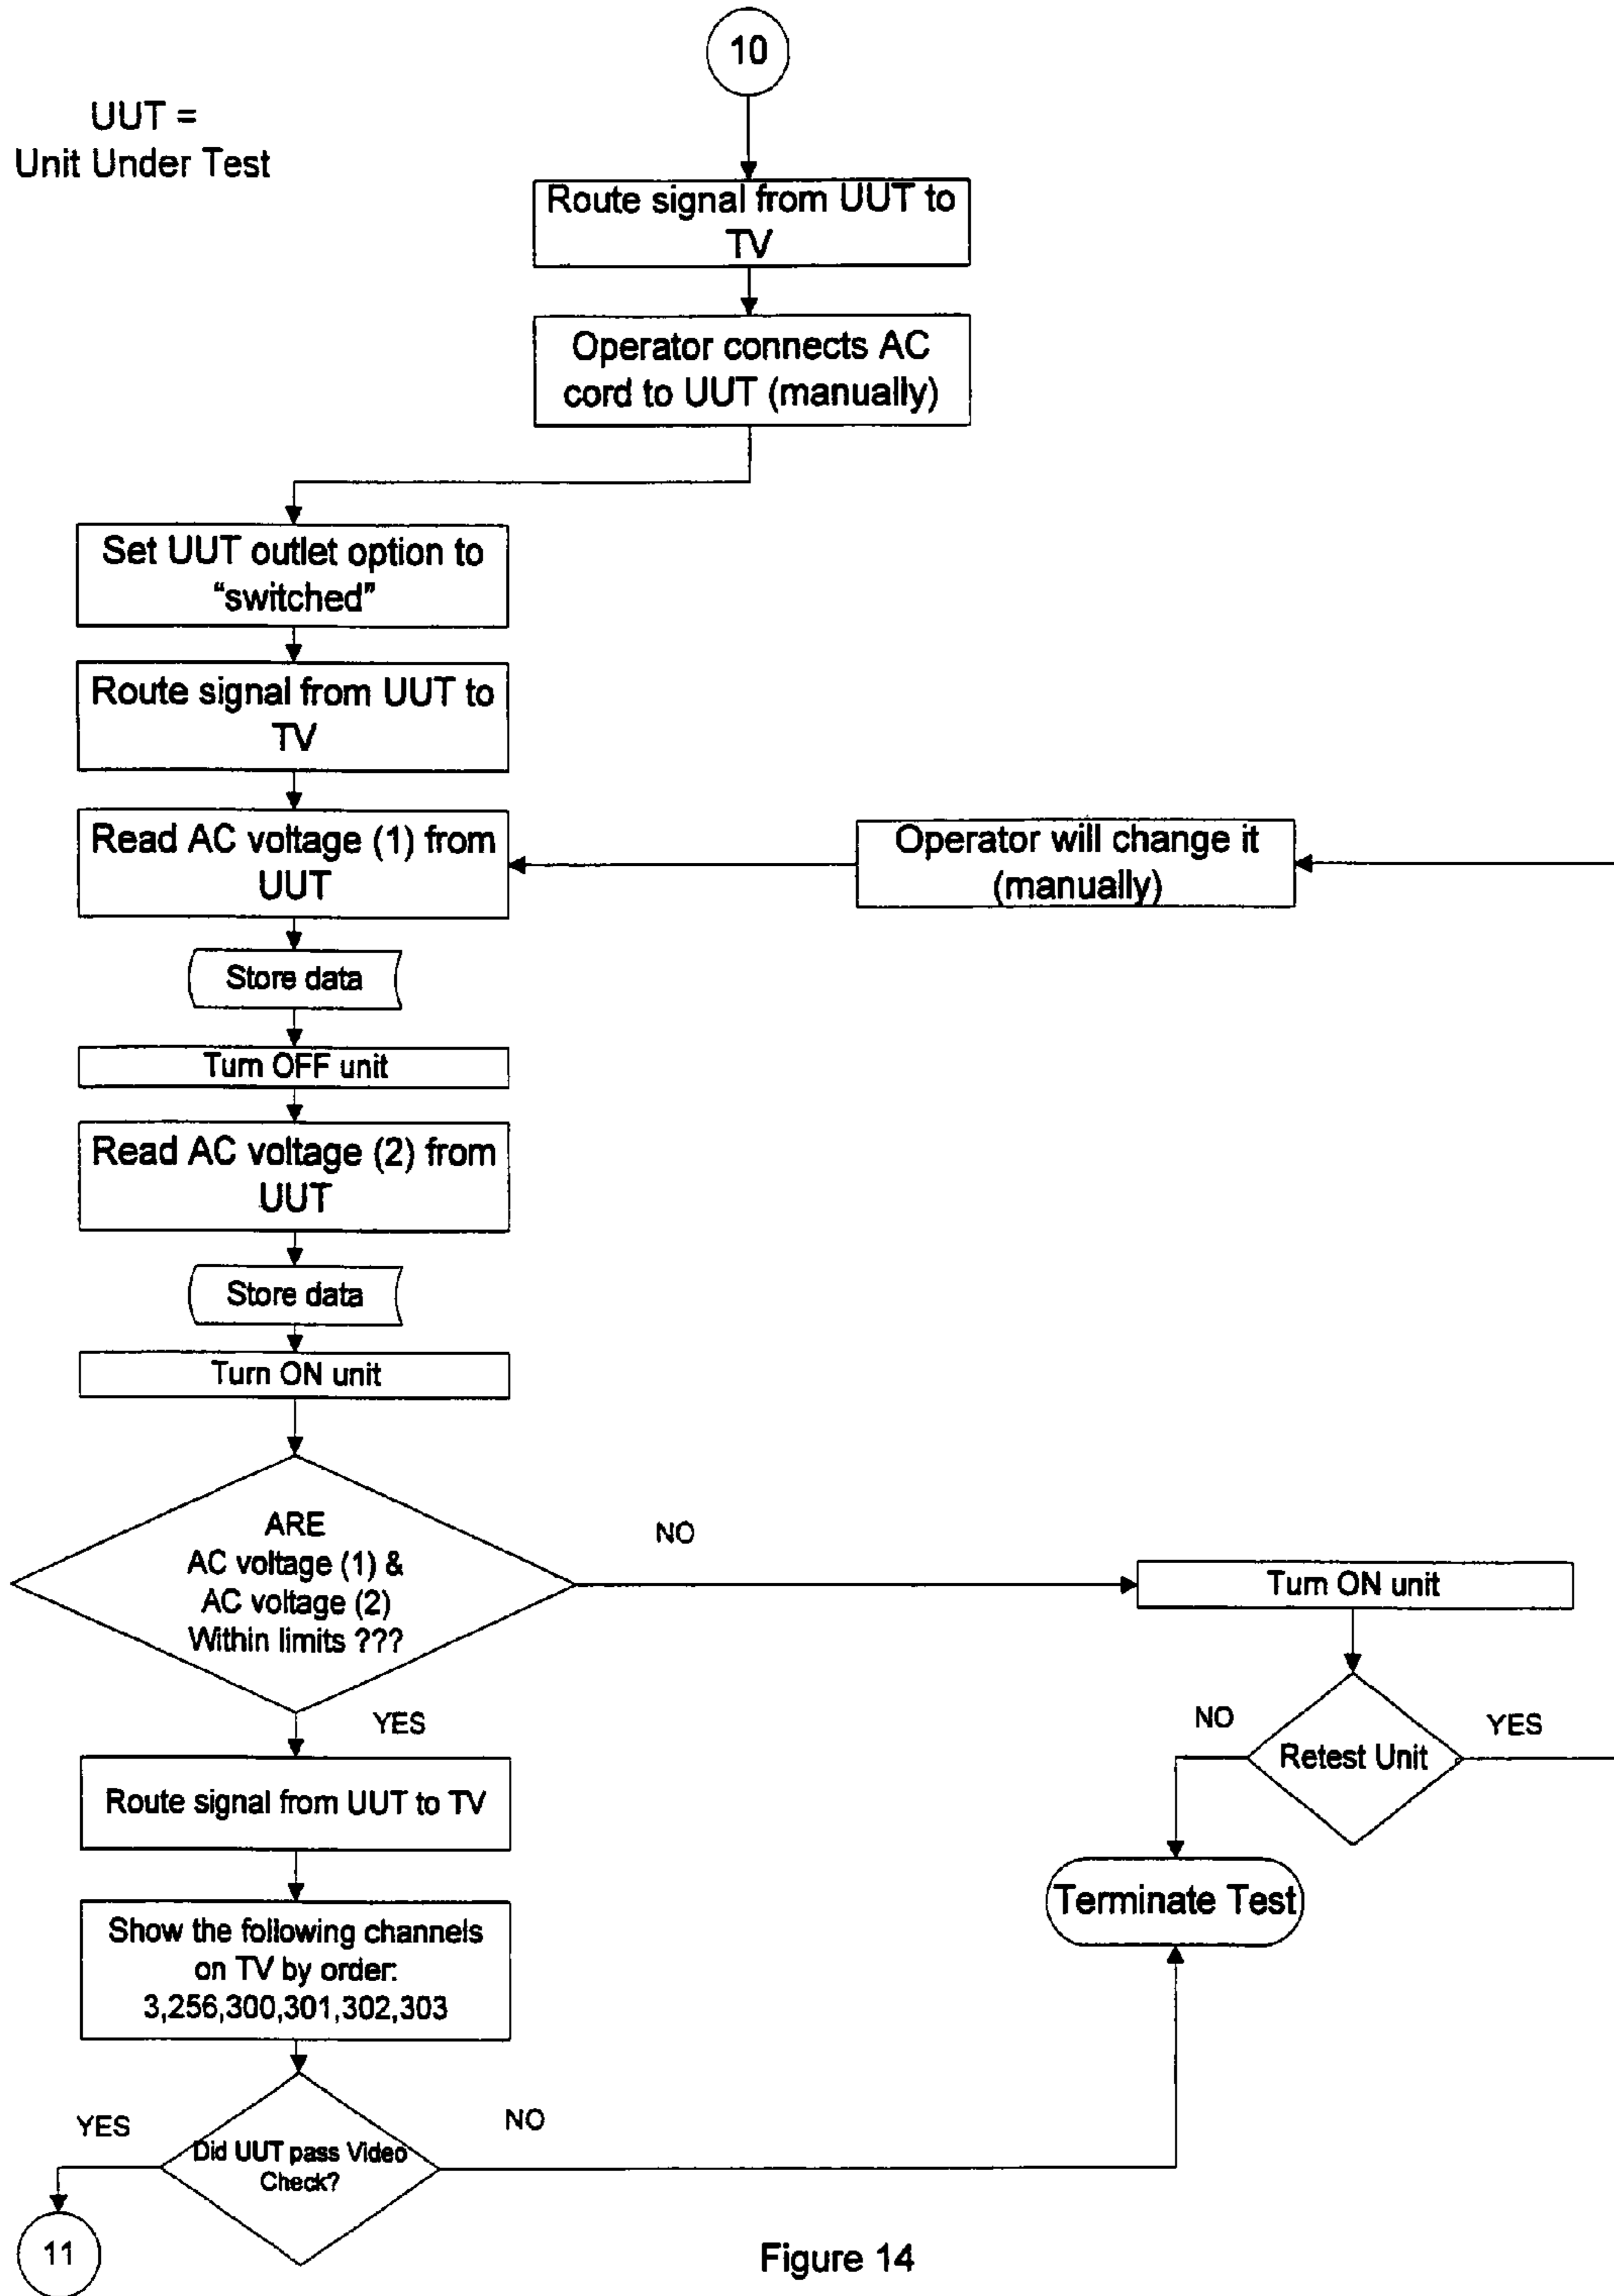 10
UUT =
Unit Under Test
Route signal from UUT to
TV
Operator connects AC
cord to UUT (manually)
Set UUT outlet option to
“switched”
Route signal from UUT to
TV
Read AC voltage (1) from
UUT
Operator will change it
(manually)
Store data
Turn OFF unit
Read AC voltage (2) from
UUT
Store data
Turn ON unit
ARE
AC voltage (1) &
AC voltage (2)
Within limits ???
NO
Turn ON unit
YES
NO
Retest Unit
YES
Route signal from UUT to TV
Terminate Test
Show the following channels
on TV by order:
3,256,300,301,302,303
YES
Did UUT pass Video
Check?
NO
11
Figure 14